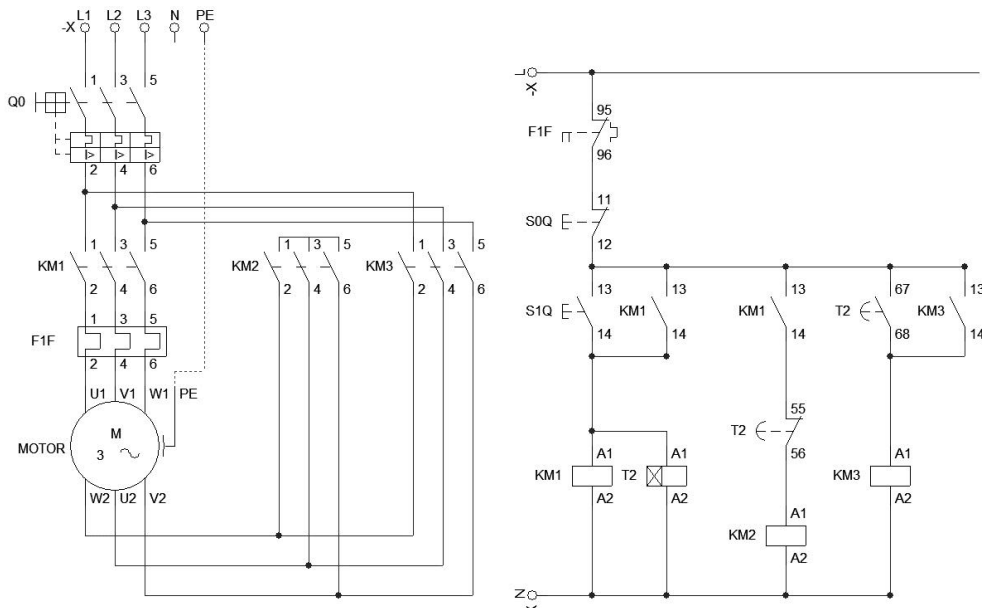 L1 L2 L3 N PE
-X
1 3 5
Q0
I> I> I>
2 4 6
1 3 5
KM1
2 4 6
1 3 5
KM2
2 4 6
1 3 5
KM3
2 4 6
1 3 5
F1F
2 4 6
U1 V1 W1 PE
MOTOR
M
3
W2 U2 V2
L
-X
95
F1F
96
11
S0Q
12
13
S1Q
14
13
KM1
14
13
KM1
14
67
T2
68
13
KM3
14
55
T2
56
A1
KM1
A2
A1
T2
A2
A1
KM3
A2
A1
KM2
A2
N
-X